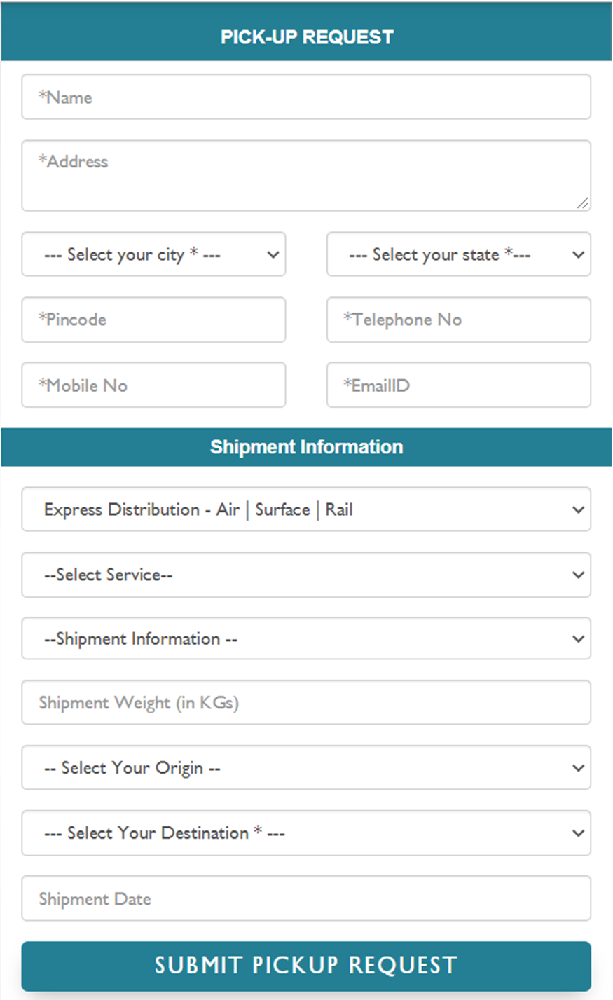 PICK-UP REQUEST
*Name
*Address
--- Select your city * ---
--- Select your state *---
*Pincode
*Telephone No
*Mobile No
*EmailID
Shipment Information
Express Distribution - Air | Surface | Rail
--Select Service--
--Shipment Information --
Shipment Weight (in KGs)
-- Select Your Origin --
--- Select Your Destination * ---
Shipment Date
SUBMIT PICKUP REQUEST